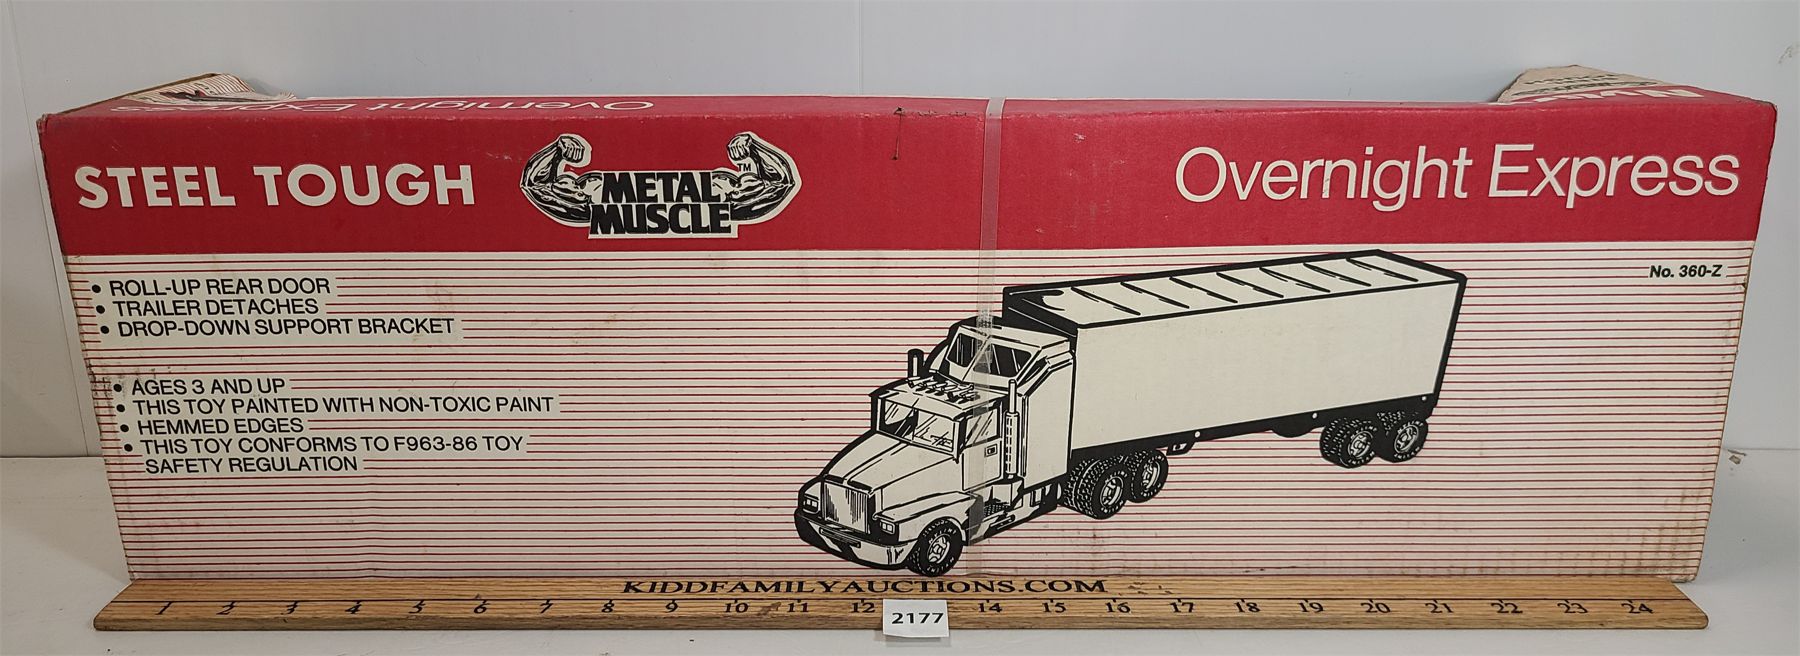 Overnight Express
STEEL TOUGH
METAL
MUSCLE
TM
Overnight Express
No. 360-Z
• ROLL-UP REAR DOOR
• TRAILER DETACHES
• DROP-DOWN SUPPORT BRACKET
• AGES 3 AND UP
• THIS TOY PAINTED WITH NON-TOXIC PAINT
• HEMMED EDGES
• THIS TOY CONFORMS TO F963-86 TOY
SAFETY REGULATION
KIDDFAMILYAUCTIONS.COM
1 2 3 4 5 6 7 8 9 10 11 12 14 15 16 17 18 19 20 21 22 23 24
2177